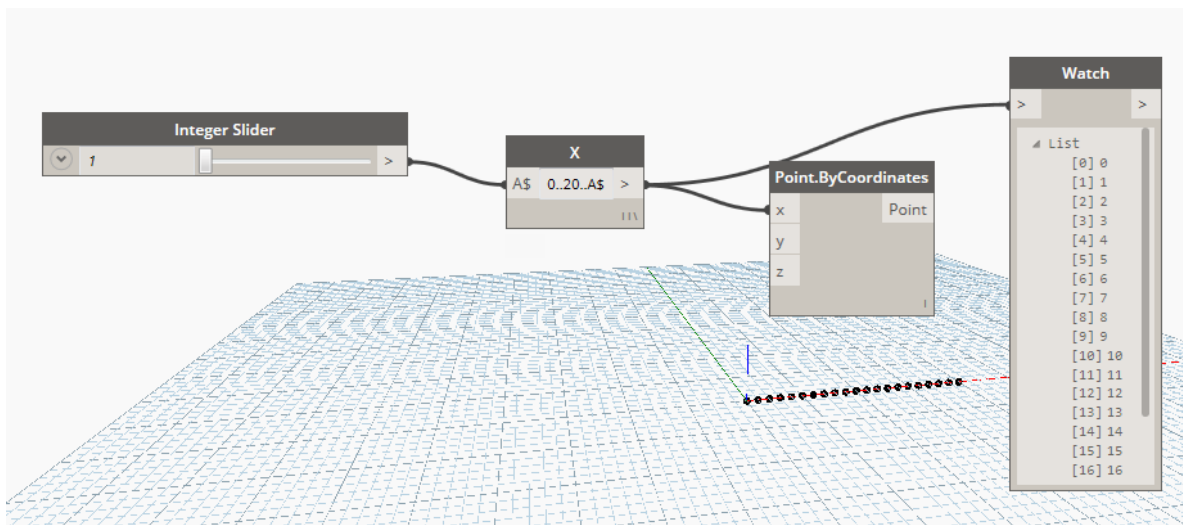 Integer Slider
1
>
X
A$ 0..20..A$ >
Point.ByCoordinates
x Point
y
z
Watch
> >
List
[0] 0
[1] 1
[2] 2
[3] 3
[4] 4
[5] 5
[6] 6
[7] 7
[8] 8
[9] 9
[10] 10
[11] 11
[12] 12
[13] 13
[14] 14
[15] 15
[16] 16